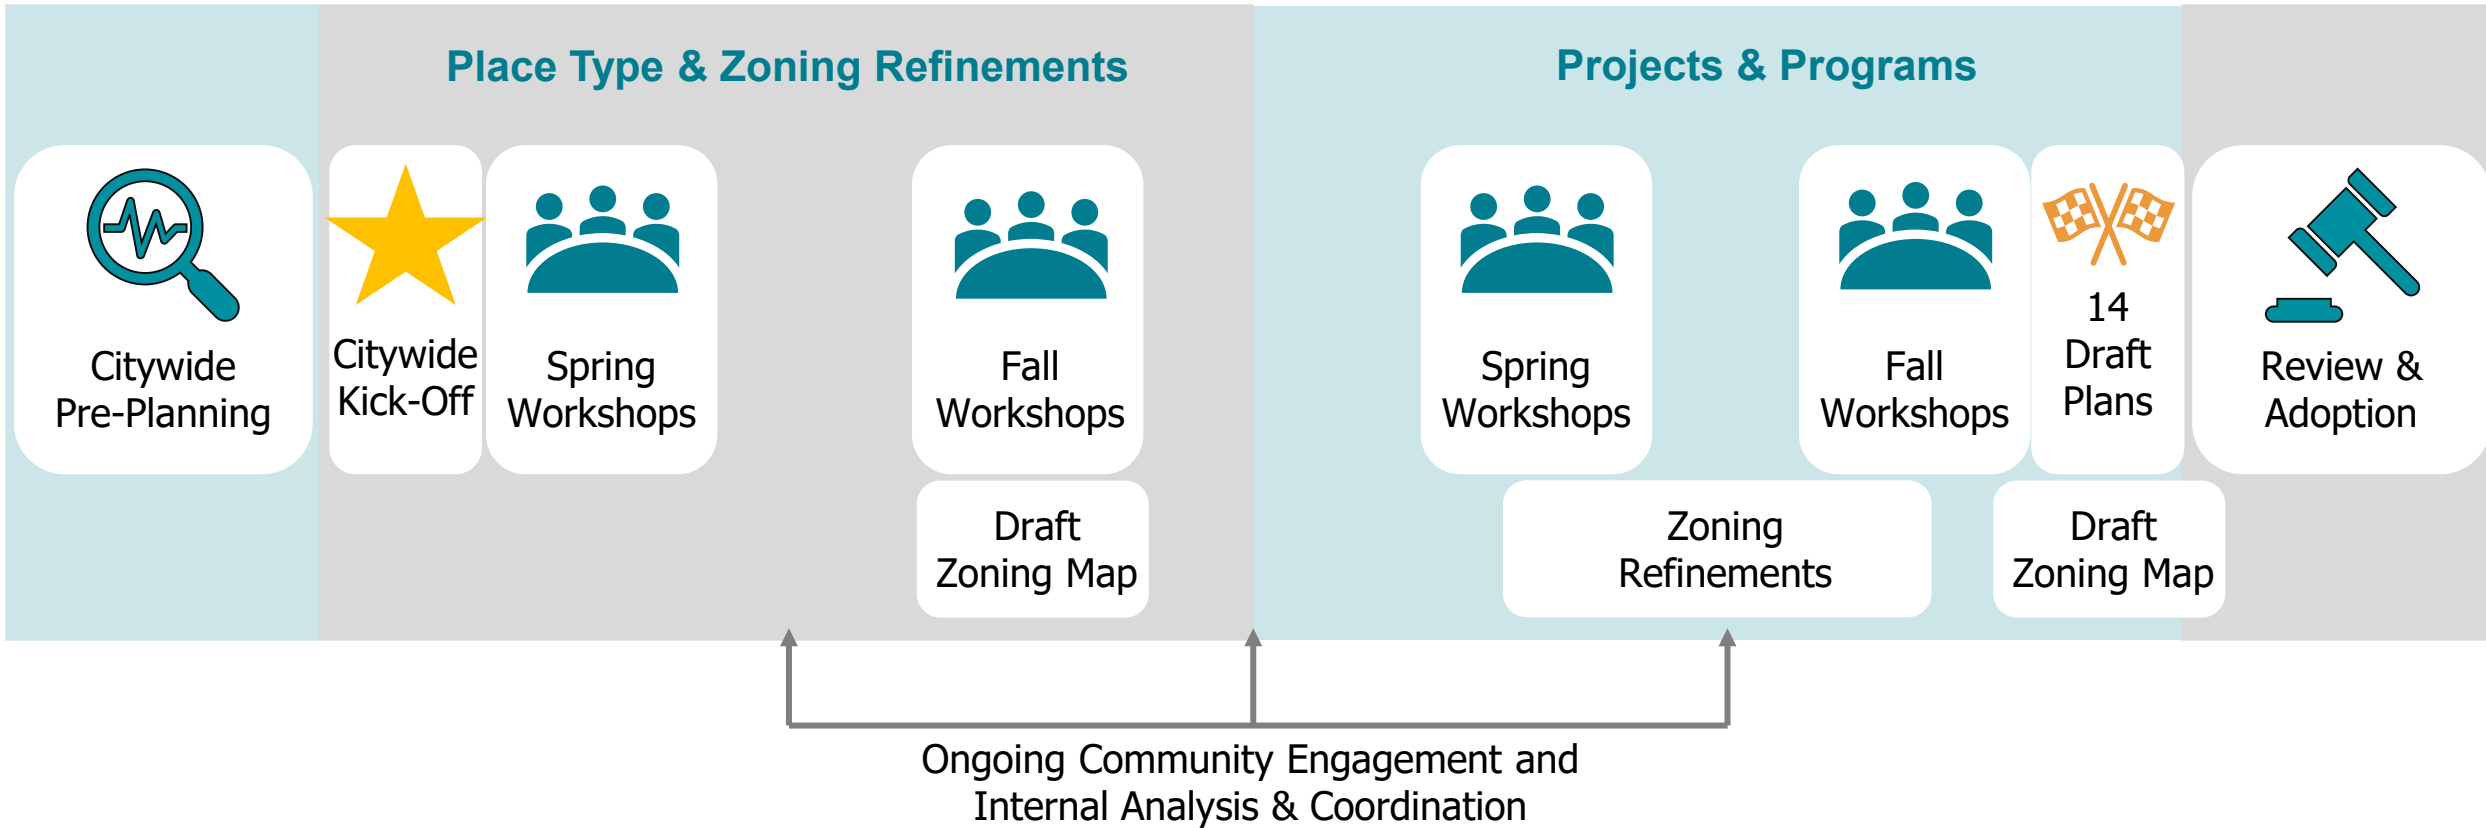 Place Type & Zoning Refinements
Projects & Programs
Citywide
Pre-Planning
Citywide
Kick-Off
Spring
Workshops
Fall
Workshops
Spring
Workshops
Fall
Workshops
14
Draft
Plans
Review &
Adoption
Draft
Zoning Map
Zoning
Refinements
Draft
Zoning Map
Ongoing Community Engagement and
Internal Analysis & Coordination